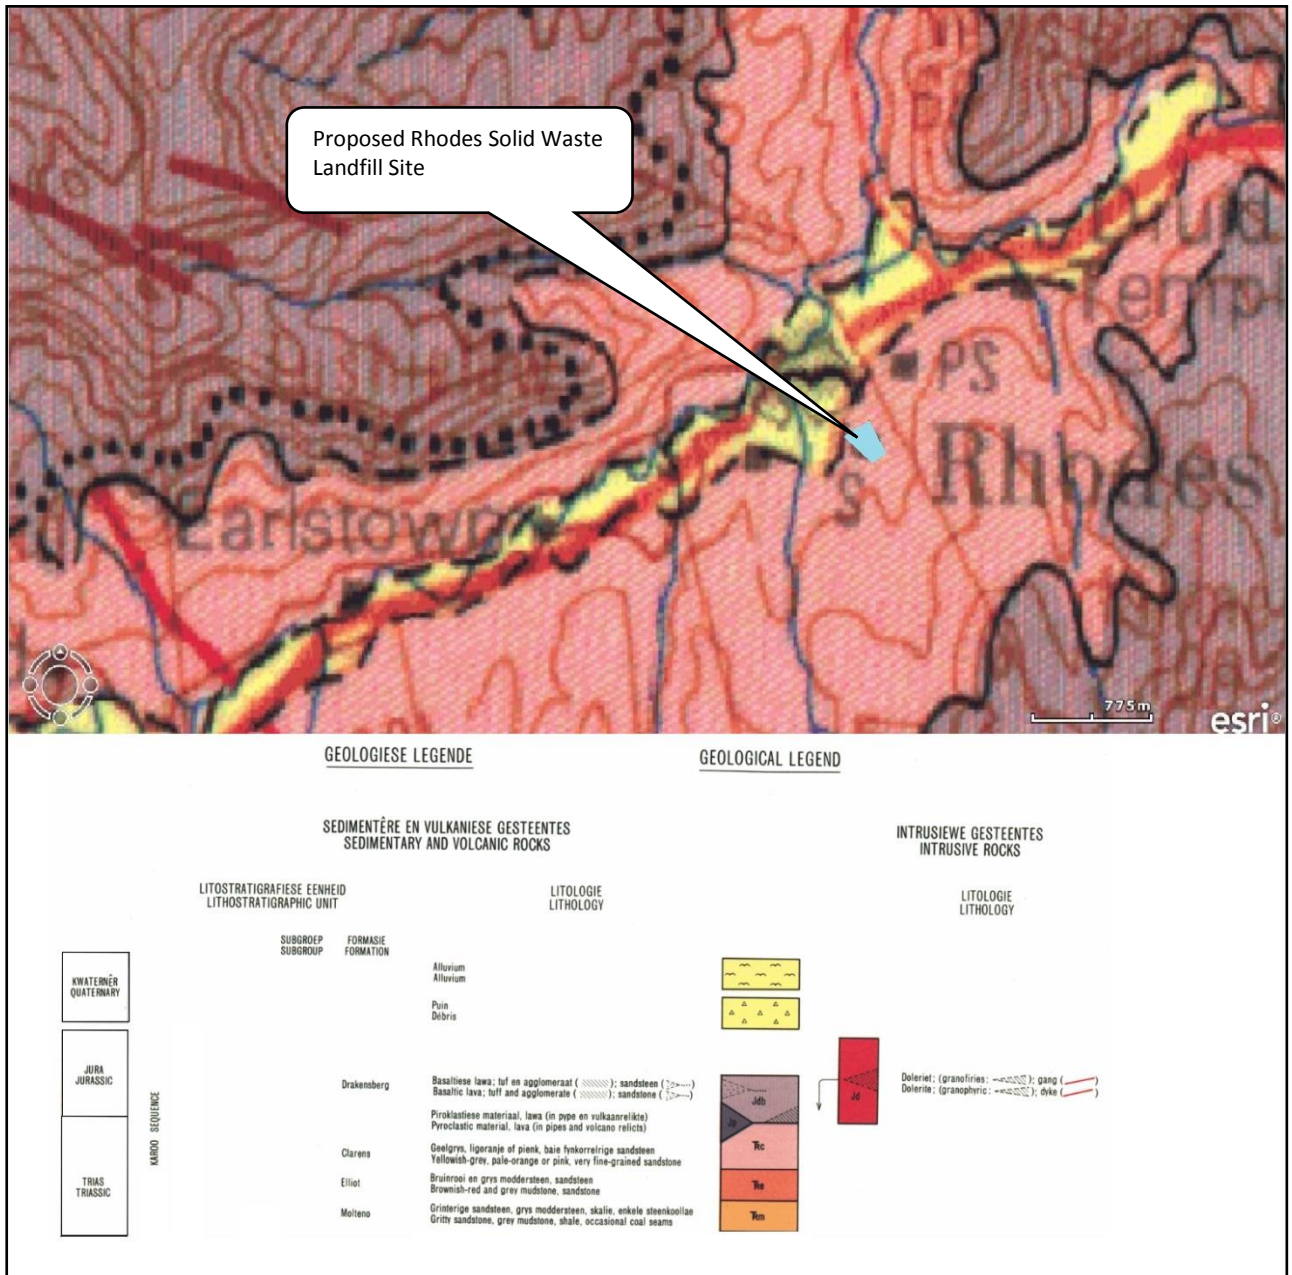 Proposed Rhodes Solid Waste
Landfill Site
PS
Rhodes
S
Earlstown
775m
esri
GEOLOGIESE LEGENDE
GEOLOGICAL LEGEND
SEDIMENTÊRE EN VULKANIESE GESTEENTES
SEDIMENTARY AND VOLCANIC ROCKS
INTRUSIEWE GESTEENTES
INTRUSIVE ROCKS
LITOSTRATIGRAFIESE EENHEID
LITHOSTRATIGRAPHIC UNIT
LITOLOGIE
LITHOLOGY
LITOLOGIE
LITHOLOGY
SUBGROEP
SUBGROUP
FORMASIE
FORMATION
KWATERNÊR
QUATERNARY
Alluvium
Alluvium
Puin
Débris
JURA
JURASSIC
KAROO SEQUENCE
Drakensberg
Basaltiese lawa; tuf en agglomeraat ( ); sandsteen ( )
Basaltic lava; tuff and agglomerate ( ); sandstone ( )
Jdb
Jd
Doleriet; (granofiries: ); gang ( )
Dolerite; (granophyric: ); dyke ( )
Piroklastiese materiaal, lawa (in pype en vulkaanrelikte)
Pyroclastic material, lava (in pipes and volcano relicts)
TRIAS
TRIASSIC
Clarens
Geelgrys, ligoranje of pienk, baie fynkorrelrige sandsteen
Yellowish-grey, pale-orange or pink, very fine-grained sandstone
Elliot
Bruinrooi en grys moddersteen, sandsteen
Brownish-red and grey mudstone, sandstone
Molteno
Grinterige sandsteen, grys moddersteen, skalie, enkele steenkoollae
Gritty sandstone, grey mudstone, shale, occasional coal seams